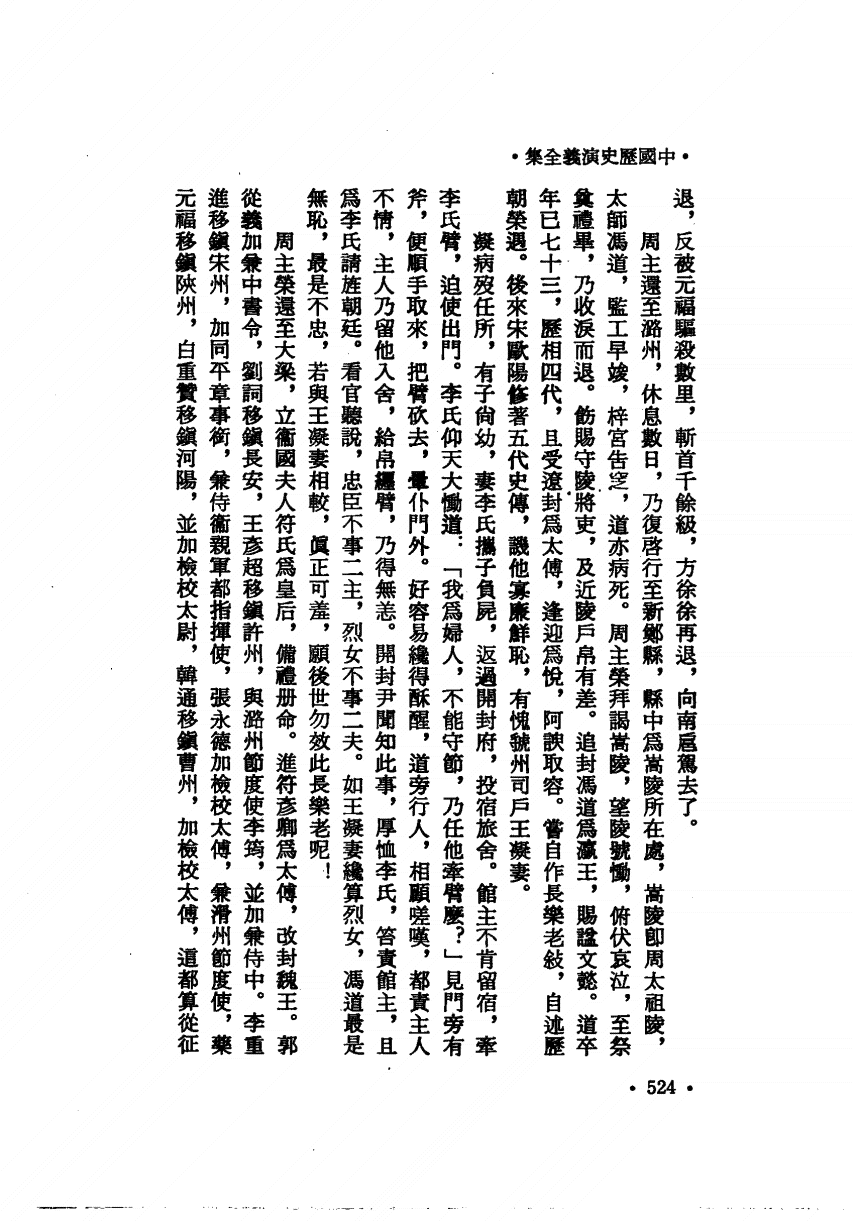 •中國歷史演義全集•
退，反被元福驅殺數里，斬首千餘級，方徐徐再退，向南扈駕去了。
周主還至潞州，休息數日，乃復啓行至新鄭縣，縣中爲嵩陵所在處，嵩陵卽周太祖陵，
太師馮道，監工早竣，梓宮告窆，道亦病死。周主榮拜謁嵩陵，望陵號慟，俯伏哀泣，至祭
奠禮畢，乃收淚而退。飭賜守陵將吏，及近陵戶帛有差。追封馮道爲瀛王，賜諡文懿。道卒
年已七十三，歷相四代，且受遼封爲太傅，逢迎爲悅，阿諛取容。嘗自作長樂老敍，自述歷
朝榮遇。後來宋歐陽修著五代史傳，譏他寡廉鮮恥，有愧虢州司戶王凝妻。
凝病歿任所，有子尙幼，妻李氏攜子負屍，返過開封府，投宿旅舍。館主不肯留宿，牽
李氏臂，迫使出門。李氏仰天大慟道：「我爲婦人，不能守節，乃任他牽臂麼？」見門旁有
斧，便順手取來，把臂砍去，暈仆門外。好容易纔得酥醒，道旁行人，相顧嗟嘆，都責主人
不情，主人乃留他入舍，給帛纏臂，乃得無恙。開封尹聞知此事，厚恤李氏，笞責館主，且
爲李氏請旌朝廷。看官聽說，忠臣不事二主，烈女不事二夫。如王凝妻纔算烈女，馮道最是
無恥，最是不忠，若與王凝妻相較，眞正可羞，願後世勿效此長樂老呢！
周主榮還至大梁，立衞國夫人符氏爲皇后，備禮册命。進符彥卿爲太傅，改封魏王。郭
從義加兼中書令，劉詞移鎭長安，王彥超移鎭許州，與潞州節度使李筠，並加兼侍中。李重
進移鎭宋州，加同平章事銜，兼侍衞親軍都指揮使，張永德加檢校太傅，兼滑州節度使，藥
元福移鎭陝州，白重贊移鎭河陽，並加檢校太尉，韓通移鎭曹州，加檢校太傅，這都算從征
• 524 •